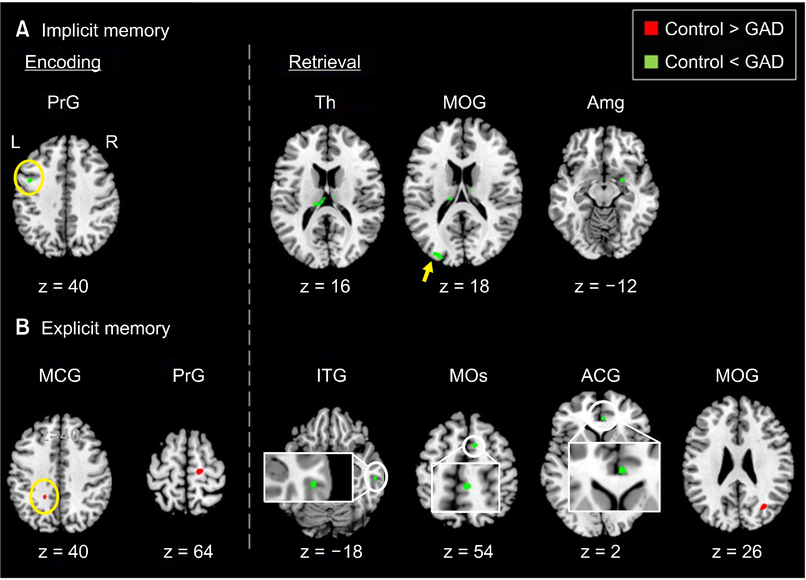 A Implicit memory
Control > GAD
Control < GAD
Encoding
Retrieval
PrG
Th
MOG
Amg
L
R
z = 40
z = 16
z = 18
z = −12
B Explicit memory
MCG
PrG
ITG
MOs
ACG
MOG
z = 40
z = 64
z = −18
z = 54
z = 2
z = 26